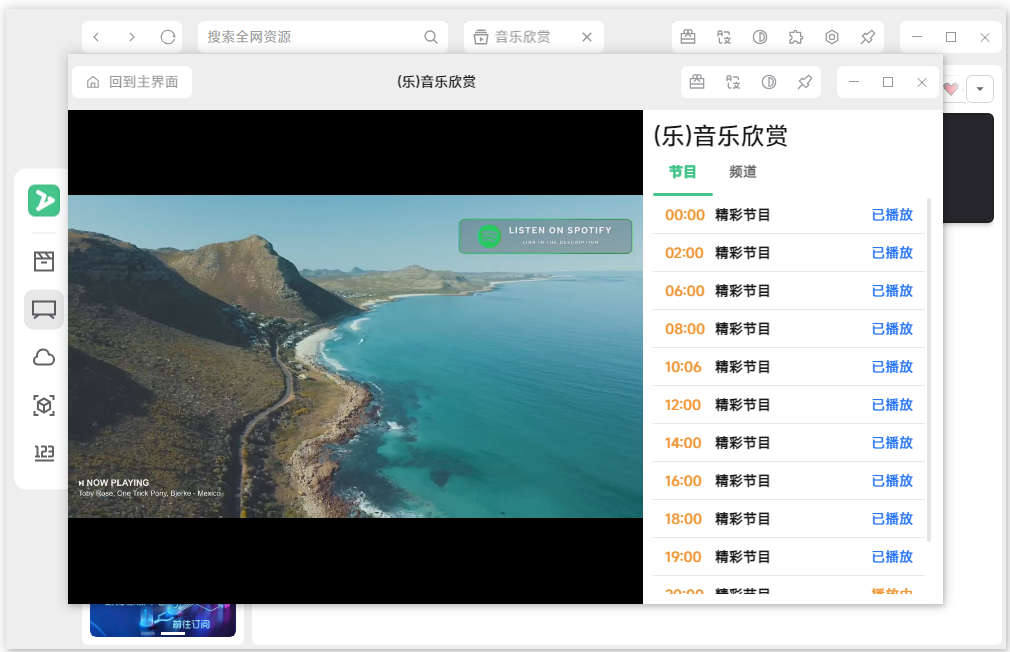 搜索全网资源
音乐欣赏
回到主界面
(乐)音乐欣赏
(乐)音乐欣赏
节目 频道
LISTEN ON SPOTIFY
LINK IN THE DESCRIPTION
00:00 精彩节目 已播放
02:00 精彩节目 已播放
06:00 精彩节目 已播放
08:00 精彩节目 已播放
10:06 精彩节目 已播放
12:00 精彩节目 已播放
14:00 精彩节目 已播放
16:00 精彩节目 已播放
18:00 精彩节目 已播放
19:00 精彩节目 已播放
20:00 精彩节目 播放中
123
NOW PLAYING
Toby Rose, One Trick Pony, Bjerke - Mexico
前往订阅